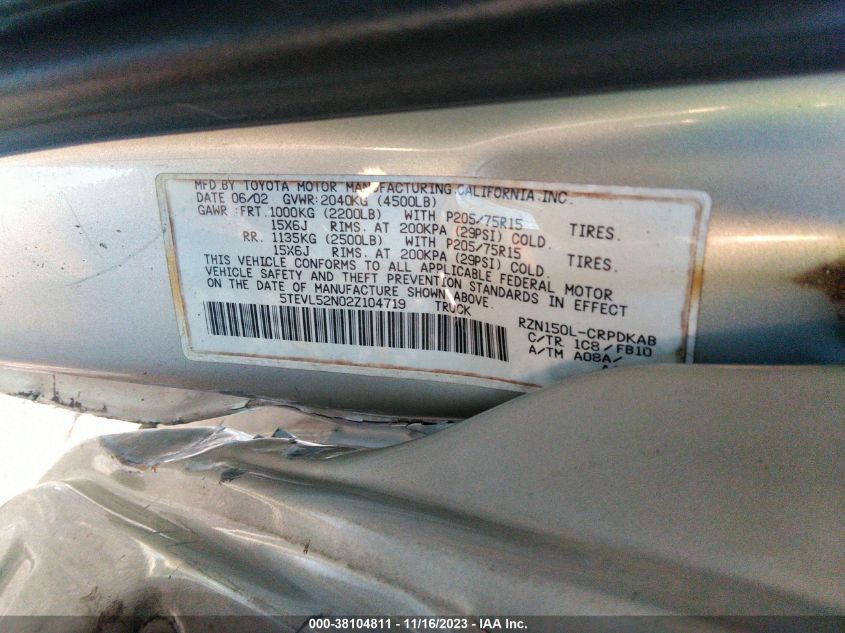 MFD.BY TOYOTA MOTOR MANUFACTURING,CALIFORNIA.INC.
DATE 06/02 GVWR:2040KG (4500LB)
GAWR :FRT.1000KG (2200LB) WITH P205/75R15 TIRES.
15X6J RIMS. AT 200KPA (29PSI) COLD.
RR. 1135KG (2500LB) WITH P205/75R15 TIRES.
15X6J RIMS. AT 200KPA (29PSI) COLD.
THIS VEHICLE CONFORMS TO ALL APPLICABLE FEDERAL MOTOR
VEHICLE SAFETY AND THEFT PREVENTION STANDARDS IN EFFECT
ON THE DATE OF MANUFACTURE SHOWN ABOVE.
5TEVL52N02Z104719 TRUCK
RZN150L-CRPDKAB
C/TR 1C8/FB10
A/TM A08A/
000-38104811 - 11/16/2023 - IAA Inc.